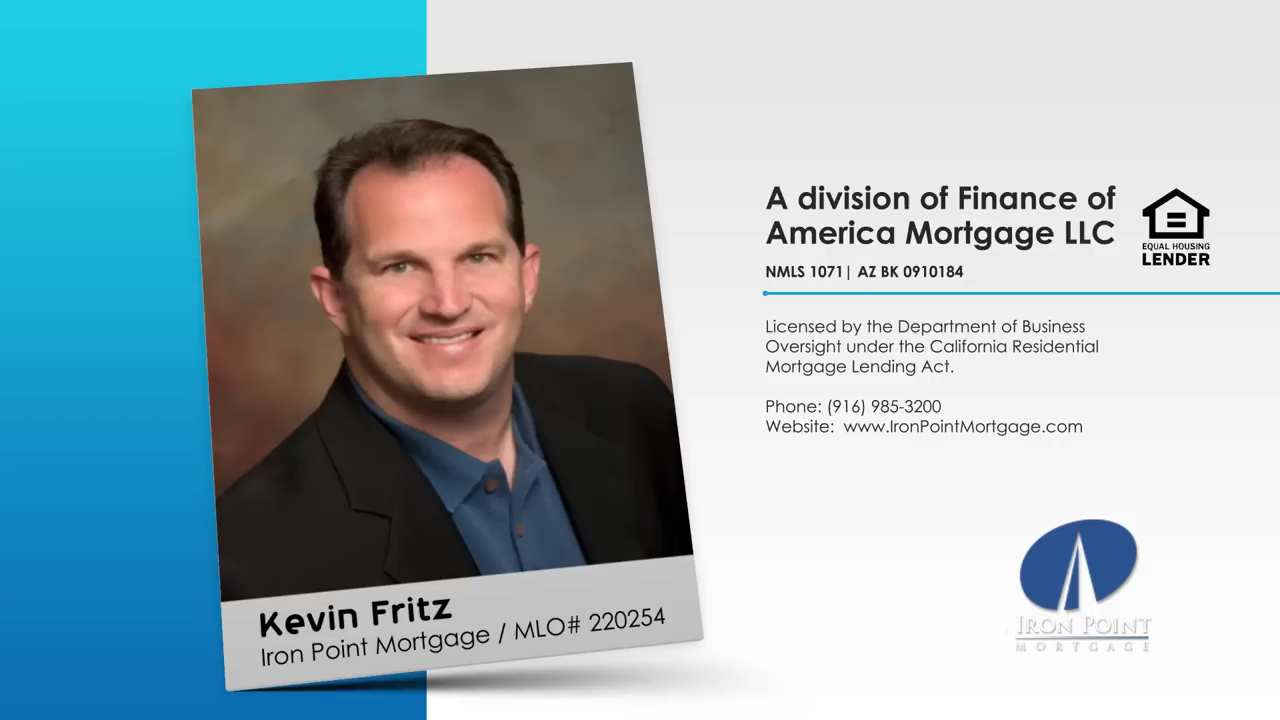 A division of Finance of
America Mortgage LLC
EQUAL HOUSING
LENDER
NMLS 1071| AZ BK 0910184
Licensed by the Department of Business
Oversight under the California Residential
Mortgage Lending Act.
Phone: (916) 985-3200
Website: www.IronPointMortgage.com
Kevin Fritz
Iron Point Mortgage / MLO# 220254
IRON POINT
MORTGAGE